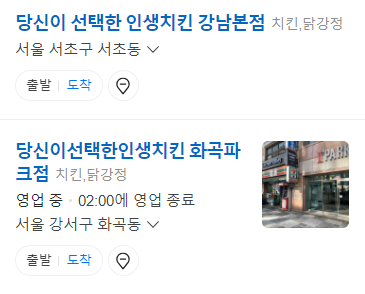 당신이 선택한 인생치킨 강남본점 치킨,닭강정
서울 서초구 서초동
출발 도착
당신이선택한인생치킨 화곡파
크점 치킨,닭강정
영업 중 · 02:00에 영업 종료
서울 강서구 화곡동
출발 도착